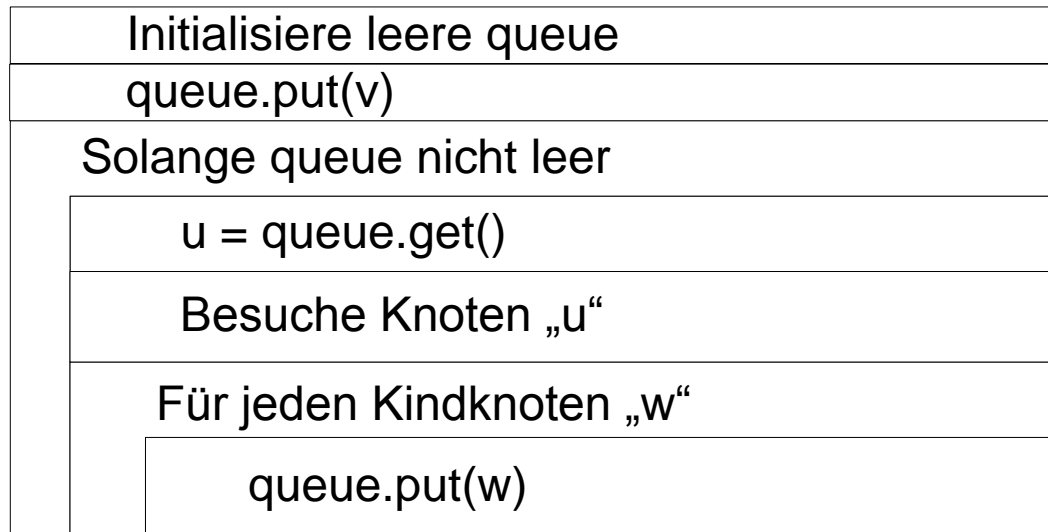 Initialisiere leere queue
queue.put(v)
Solange queue nicht leer
u = queue.get()
Besuche Knoten „u“
Für jeden Kindknoten „w“
queue.put(w)